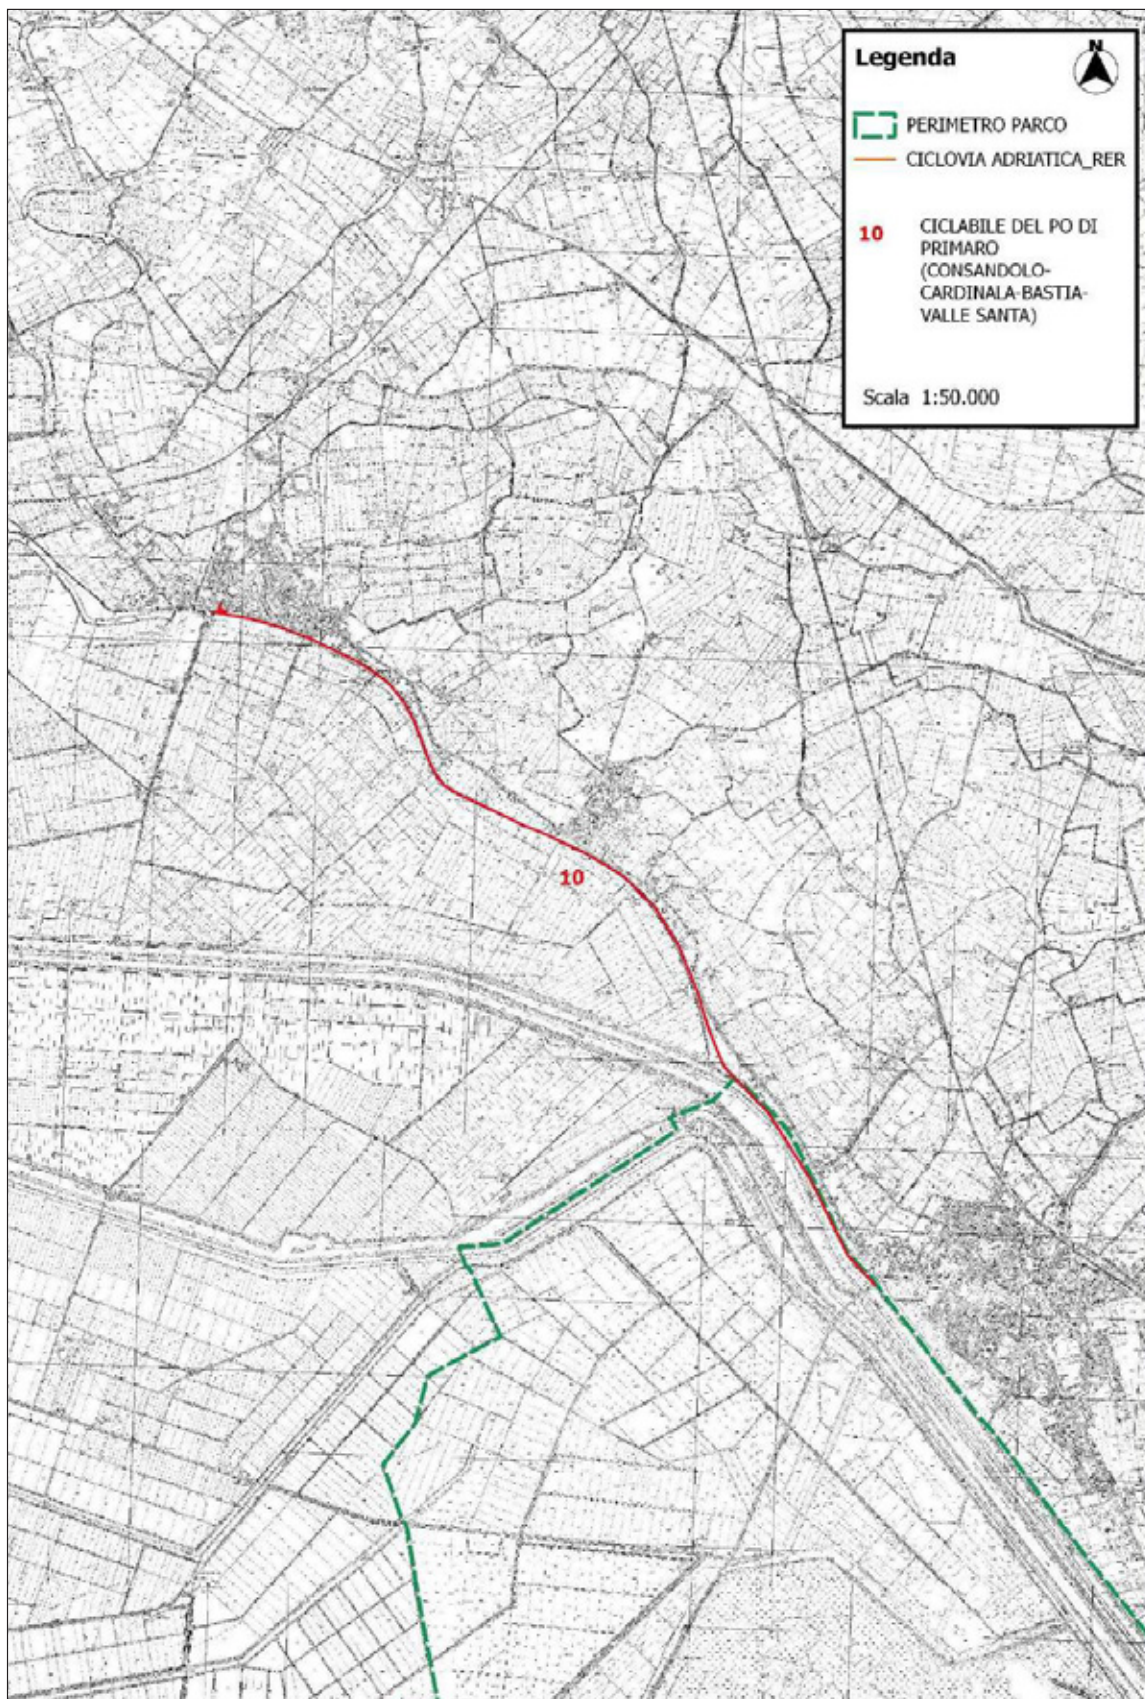 Legenda
N
PERIMETRO PARCO
CICLOVIA ADRIATICA_RER
10
CICLABILE DEL PO DI
PRIMARO
(CONSANDOLO-
CARDINALA-BASTIA-
VALLE SANTA)
Scala 1:50.000
10